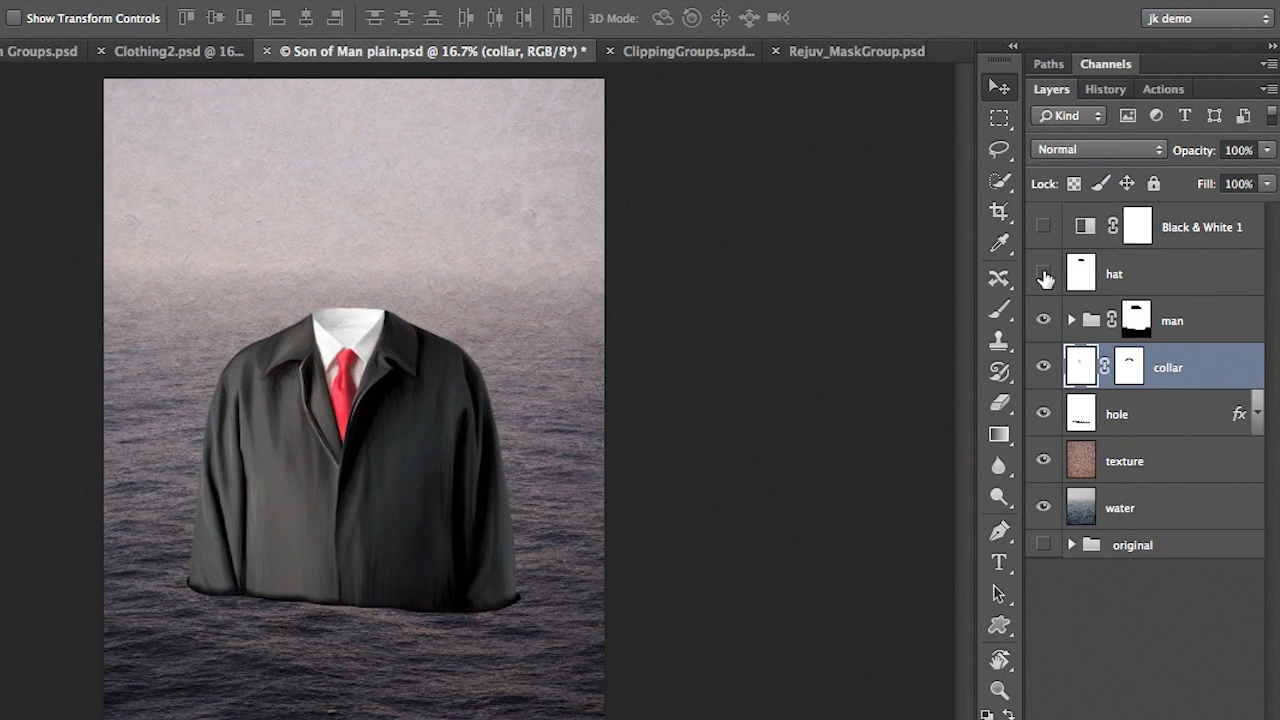 Show Transform Controls
3D Mode:
jk demo
n Groups.psd
× Clothing2.psd @ 16...
× © Son of Man plain.psd @ 16.7% (collar, RGB/8*) *
× ClippingGroups.psd...
× Rejuv_MaskGroup.psd
Paths
Channels
Layers
History
Actions
Kind
Normal
Opacity: 100%
Lock:
Fill: 100%
Black & White 1
hat
man
collar
hole
fx
texture
water
original